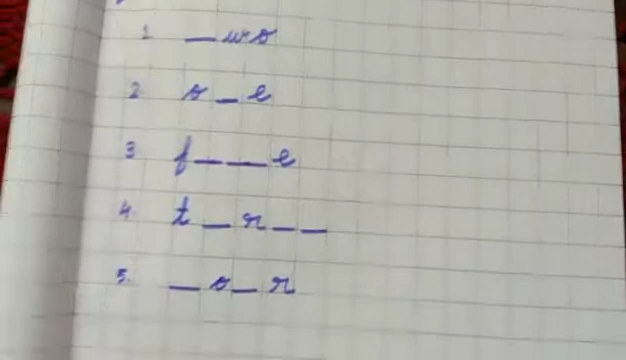 1. _wo
2. o_e
3. f__e
4. t_r__
5. _o_r